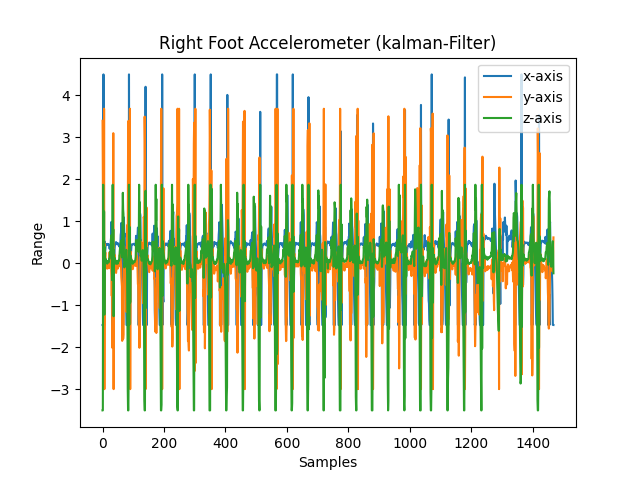 Right Foot Accelerometer (kalman-Filter)
x-axis
y-axis
z-axis
Range
4
3
2
1
0
−1
−2
−3
0 200 400 600 800 1000 1200 1400
Samples